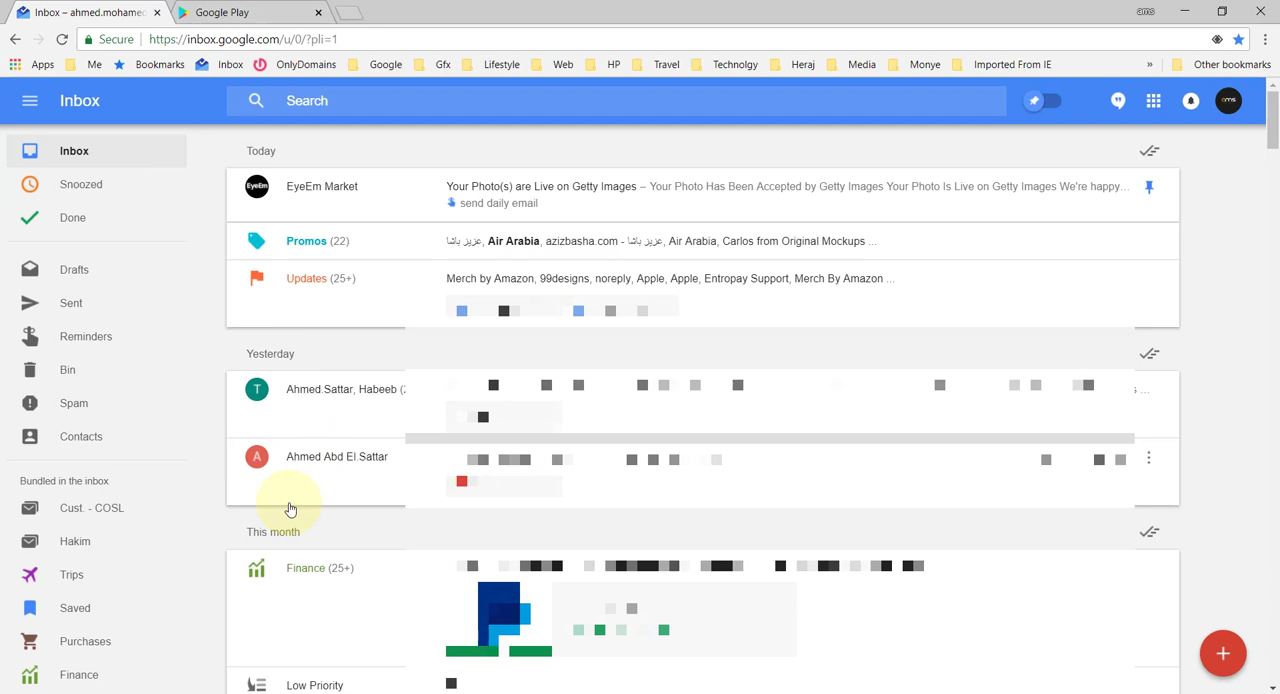 Inbox – ahmed.mohame
Google Play
ams
Secure
https://inbox.google.com/u/0/?pli=1
Apps
Me
Bookmarks
Inbox
OnlyDomains
Google
Gfx
Lifestyle
Web
HP
Travel
Technolgy
Heraj
Media
Monye
Imported From IE
»
Other bookmarks
Inbox
Search
oms
Inbox
Snoozed
Done
Drafts
Sent
Reminders
Bin
Spam
Contacts
Bundled in the inbox
Cust. - COSL
Hakim
Trips
Saved
Purchases
Finance
Today
EyeEm
EyeEm Market
Your Photo(s) are Live on Getty Images – Your Photo Has Been Accepted by Getty Images Your Photo Is Live on Getty Images We're happy...
send daily email
Promos (22)
عزيز باشا, Air Arabia, azizbasha.com - عزيز باشا, Air Arabia, Carlos from Original Mockups ...
Updates (25+)
Merch by Amazon, 99designs, noreply, Apple, Apple, Entropay Support, Merch By Amazon ...
Yesterday
T
Ahmed.Sattar, Habeeb (
A
Ahmed Abd El.Sattar
This month
Finance (25+)
Low Priority